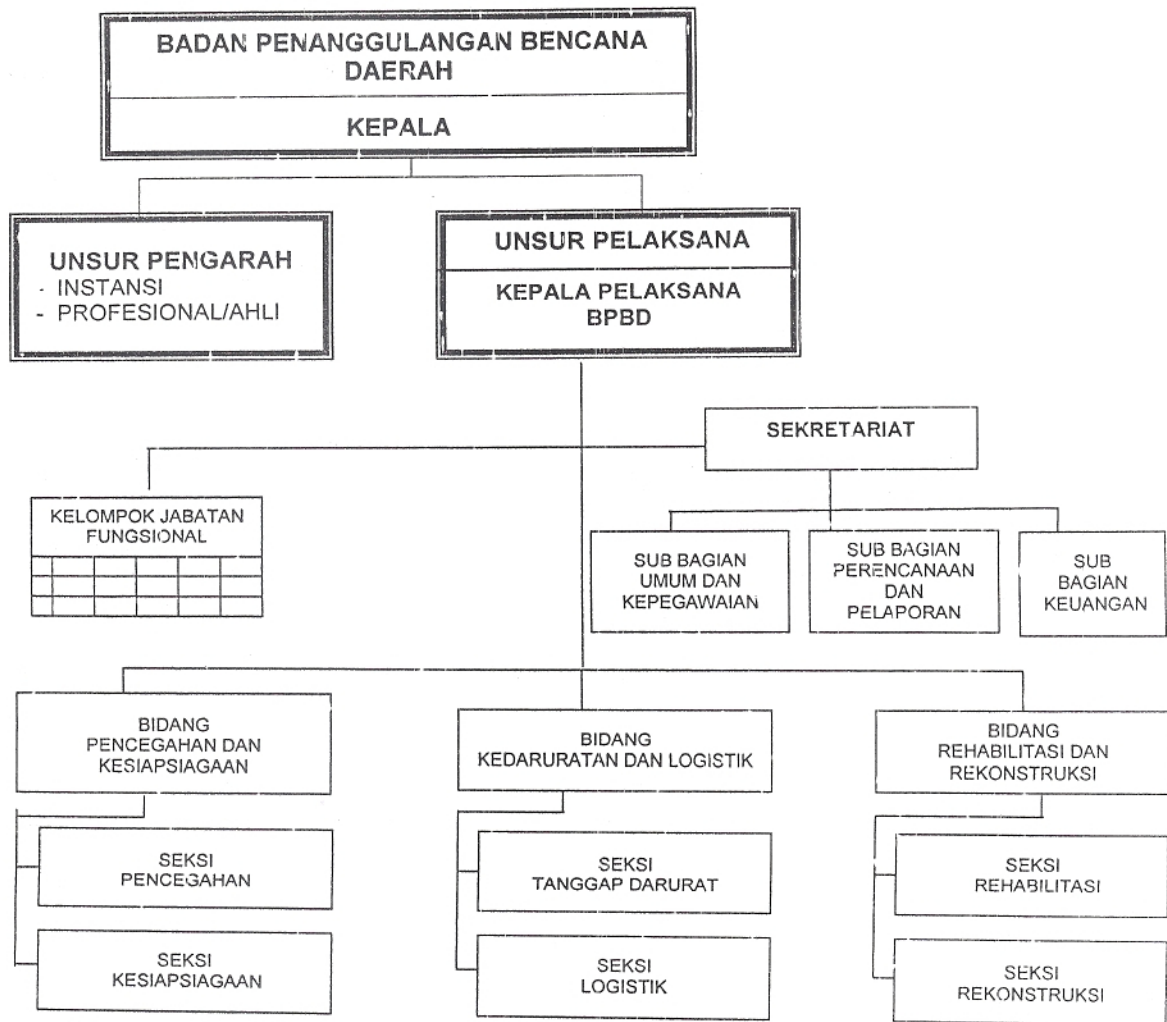 BADAN PENANGGULANGAN BENCANA
DAERAH
KEPALA
UNSUR PENGARAH
- INSTANSI
- PROFESIONAL/AHLI
UNSUR PELAKSANA
KEPALA PELAKSANA
BPBD
SEKRETARIAT
KELOMPOK JABATAN
FUNGSIONAL
SUB BAGIAN
UMUM DAN
KEPEGAWAIAN
SUB BAGIAN
PERENCANAAN
DAN
PELAPORAN
SUB
BAGIAN
KEUANGAN
BIDANG
PENCEGAHAN DAN
KESIAPSIAGAAN
BIDANG
KEDARURATAN DAN LOGISTIK
BIDANG
REHABILITASI DAN
REKONSTRUKSI
SEKSI
PENCEGAHAN
SEKSI
TANGGAP DARURAT
SEKSI
REHABILITASI
SEKSI
KESIAPSIAGAAN
SEKSI
LOGISTIK
SEKSI
REKONSTRUKSI